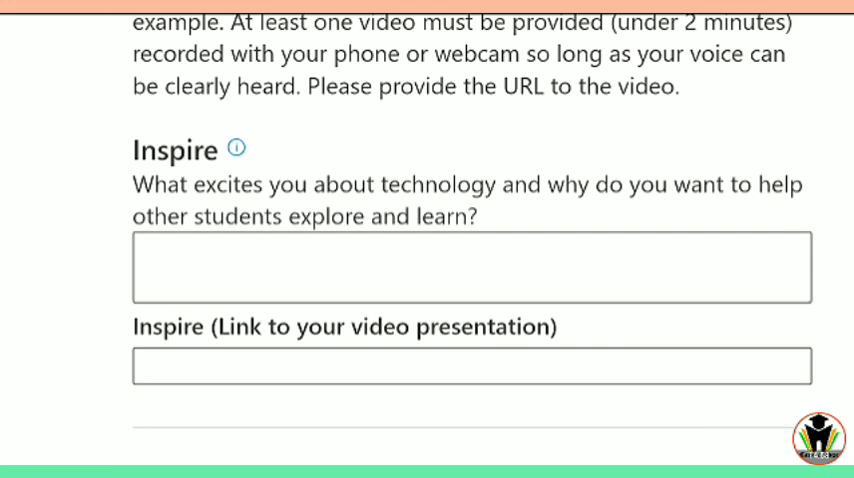 example. At least one video must be provided (under 2 minutes)
recorded with your phone or webcam so long as your voice can
be clearly heard. Please provide the URL to the video.
Inspire
What excites you about technology and why do you want to help
other students explore and learn?
Inspire (Link to your video presentation)